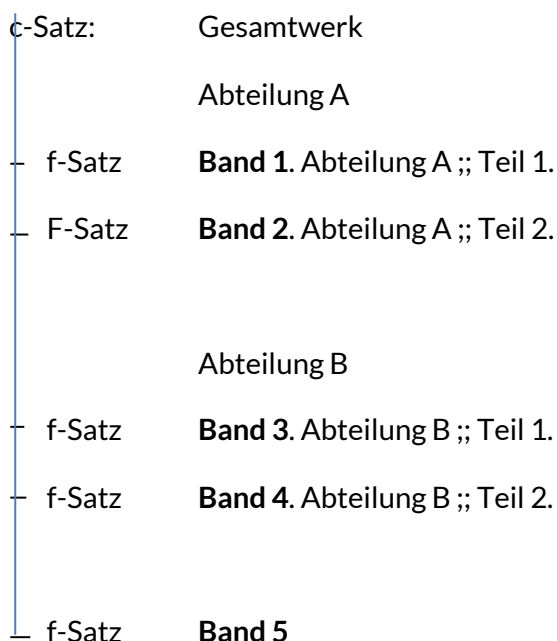 c-Satz: Gesamtwerk
Abteilung A
f-Satz Band 1. Abteilung A ;; Teil 1.
F-Satz Band 2. Abteilung A ;; Teil 2.
Abteilung B
f-Satz Band 3. Abteilung B ;; Teil 1.
f-Satz Band 4. Abteilung B ;; Teil 2.
f-Satz Band 5